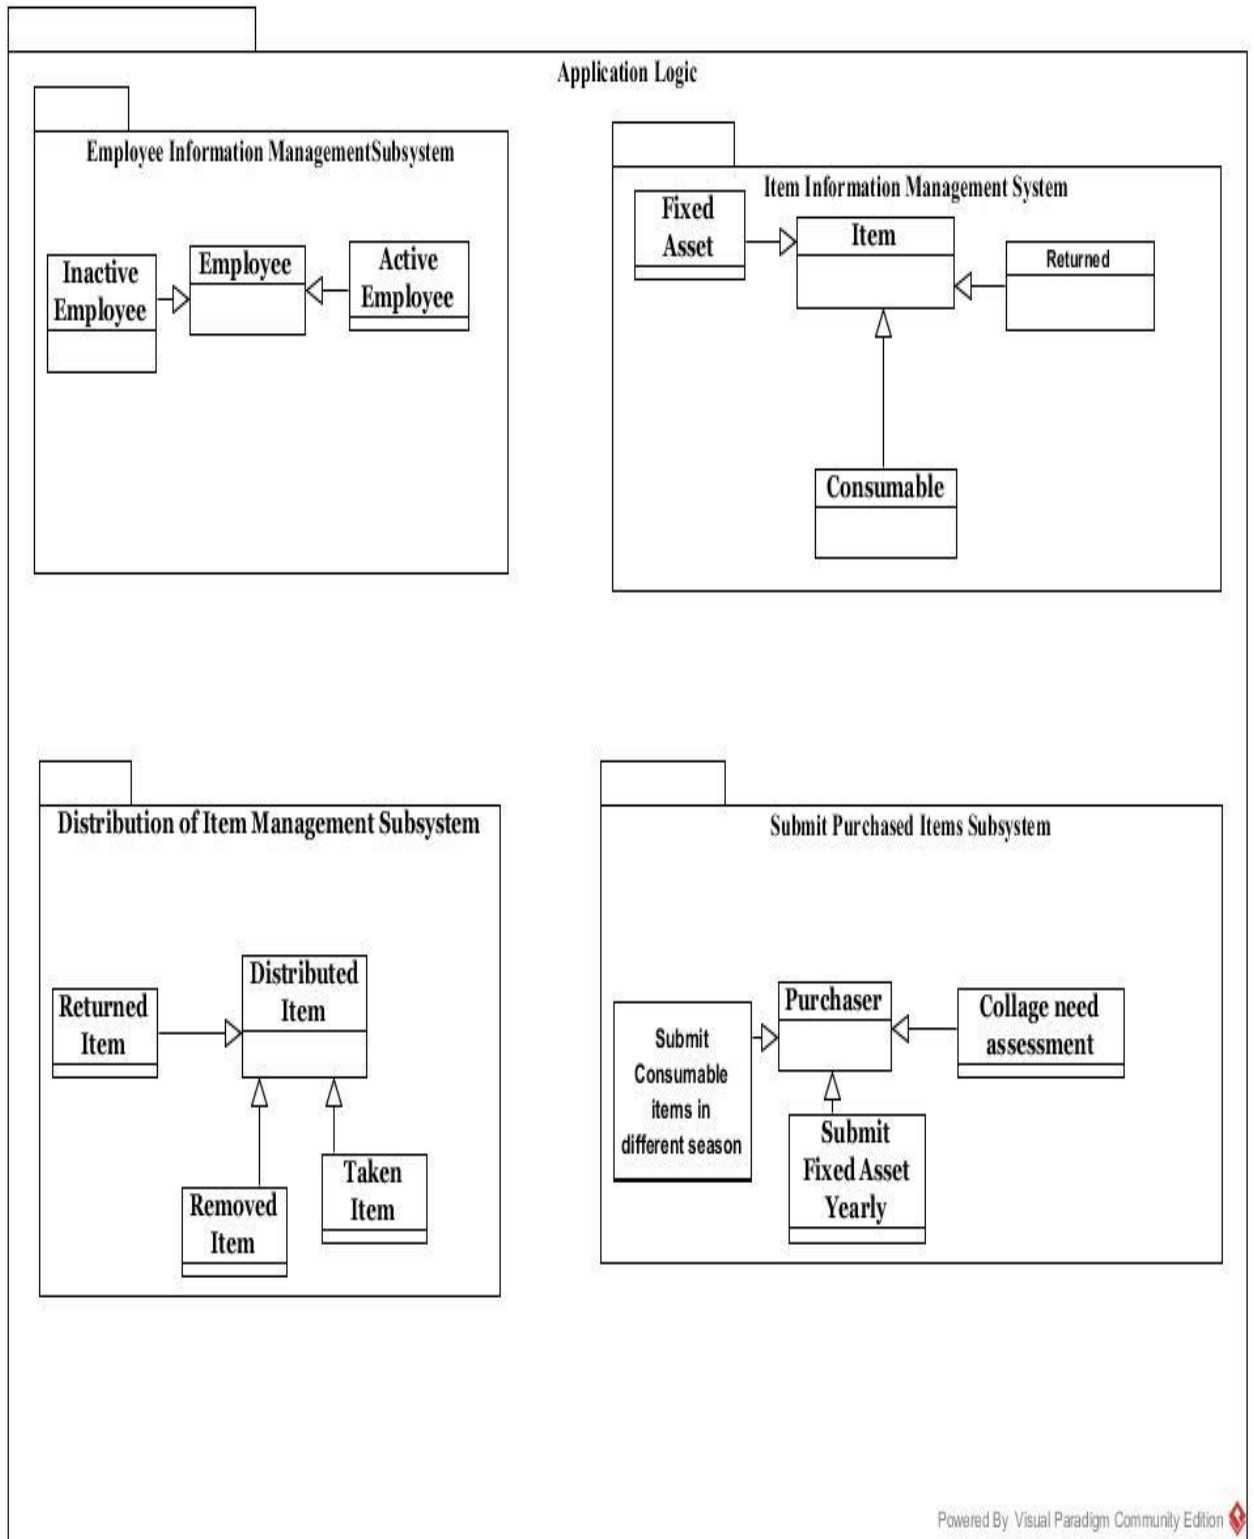 Application Logic
Employee Information ManagementSubsystem
Inactive
Employee
Employee
Active
Employee
Item Information Management System
Fixed
Asset
Item
Returned
Consumable
Distribution of Item Management Subsystem
Returned
Item
Distributed
Item
Removed
Item
Taken
Item
Submit Purchased Items Subsystem
Submit
Consumable
items in
different season
Purchaser
Collage need
assessment
Submit
Fixed Asset
Yearly
Powered By Visual Paradigm Community Edition